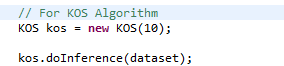 // For KOS Algorithm
KOS kos = new KOS(10);
kos.doInference(dataset);